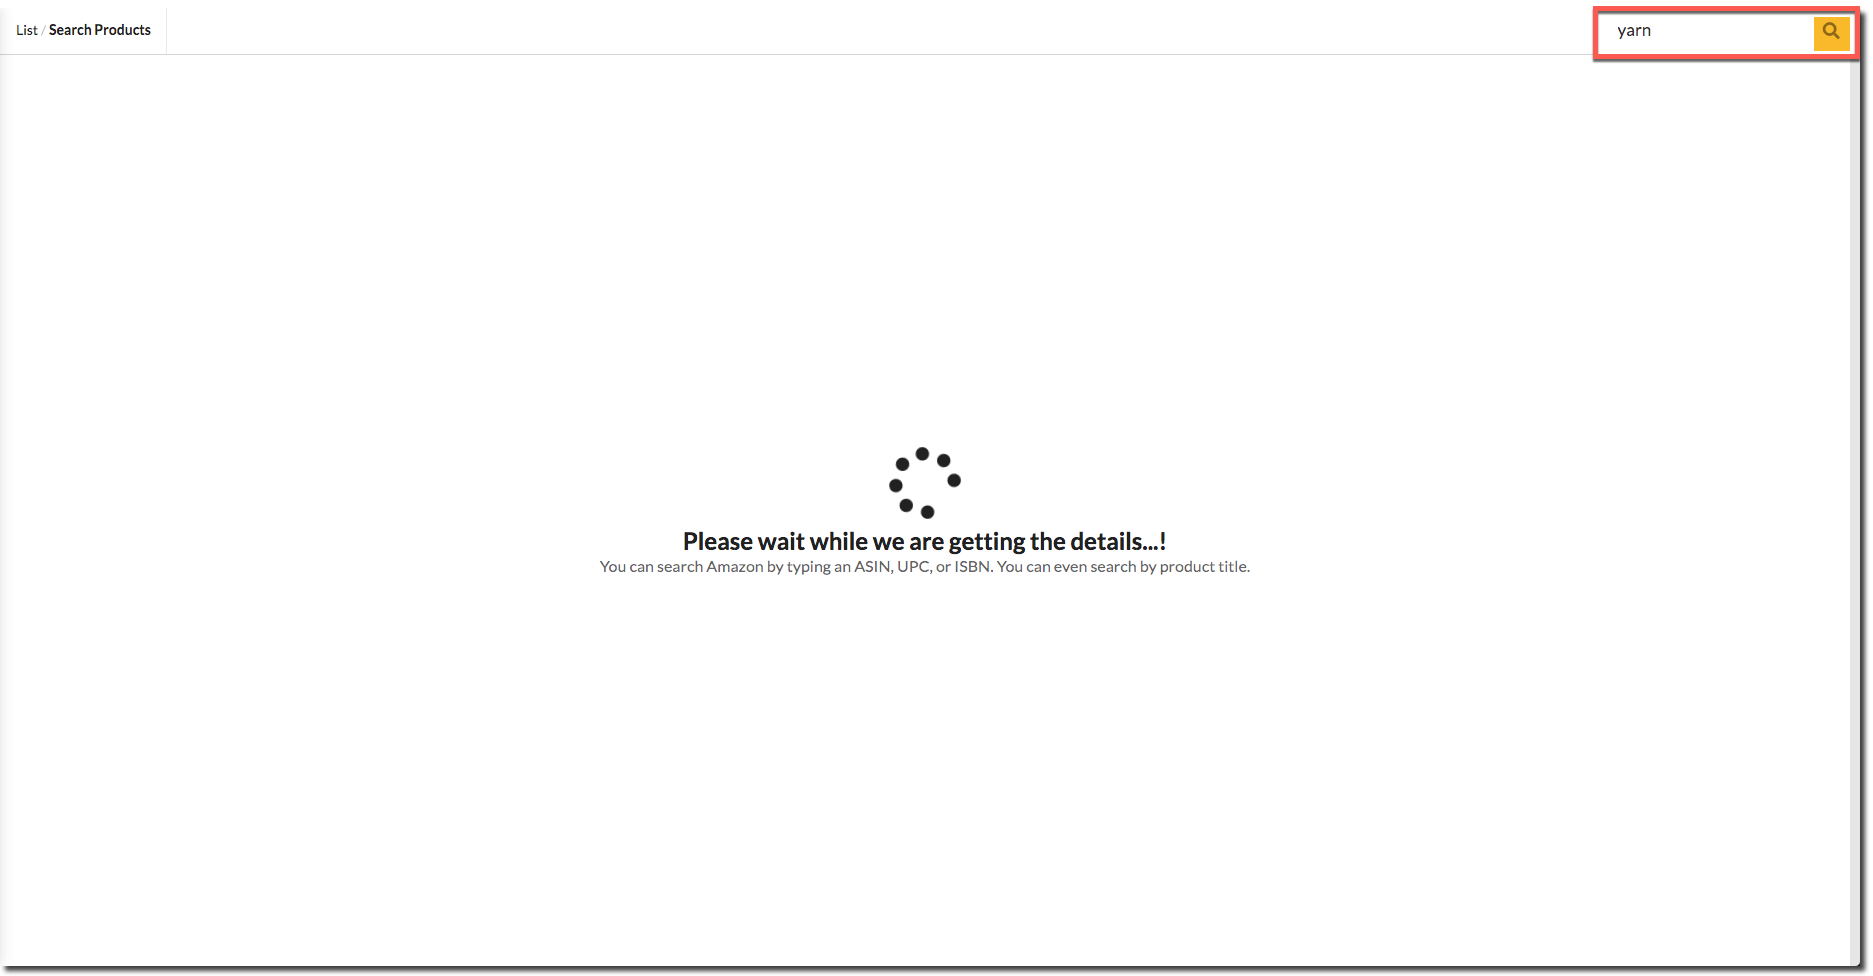 List / Search Products
yarn
Please wait while we are getting the details...!
You can search Amazon by typing an ASIN, UPC, or ISBN. You can even search by product title.